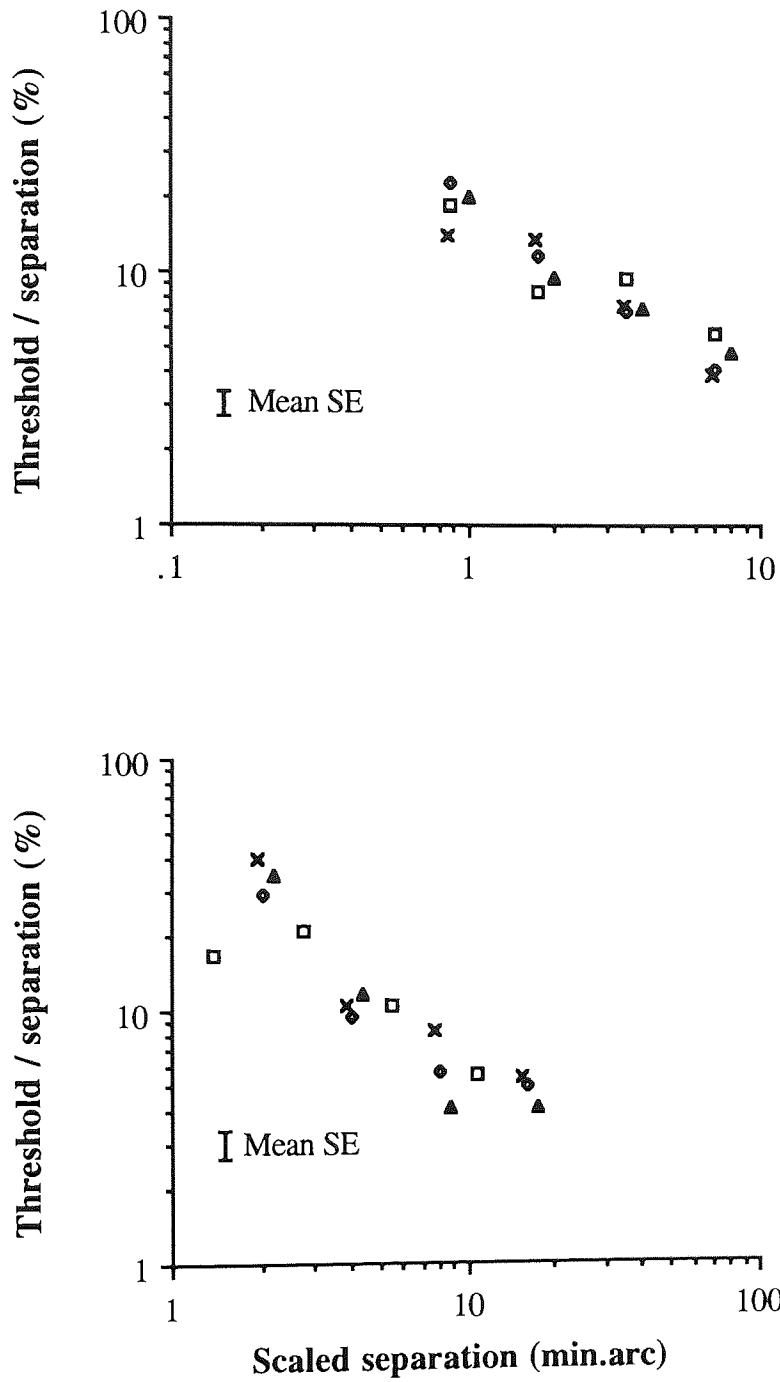 100
10
1
Threshold / separation (%)
Mean SE
.1
1
10
100
10
1
Threshold / separation (%)
Mean SE
1
10
100
Scaled separation (min.arc)